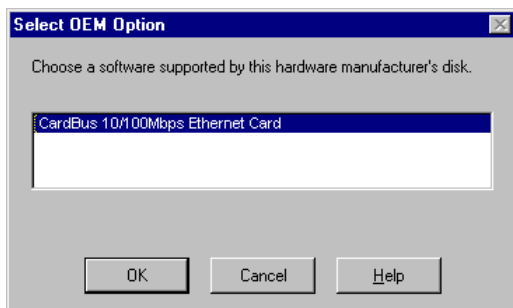 Select OEM Option
Choose a software supported by this hardware manufacturer's disk.
CardBus 10/100Mbps Ethernet Card
OK
Cancel
Help